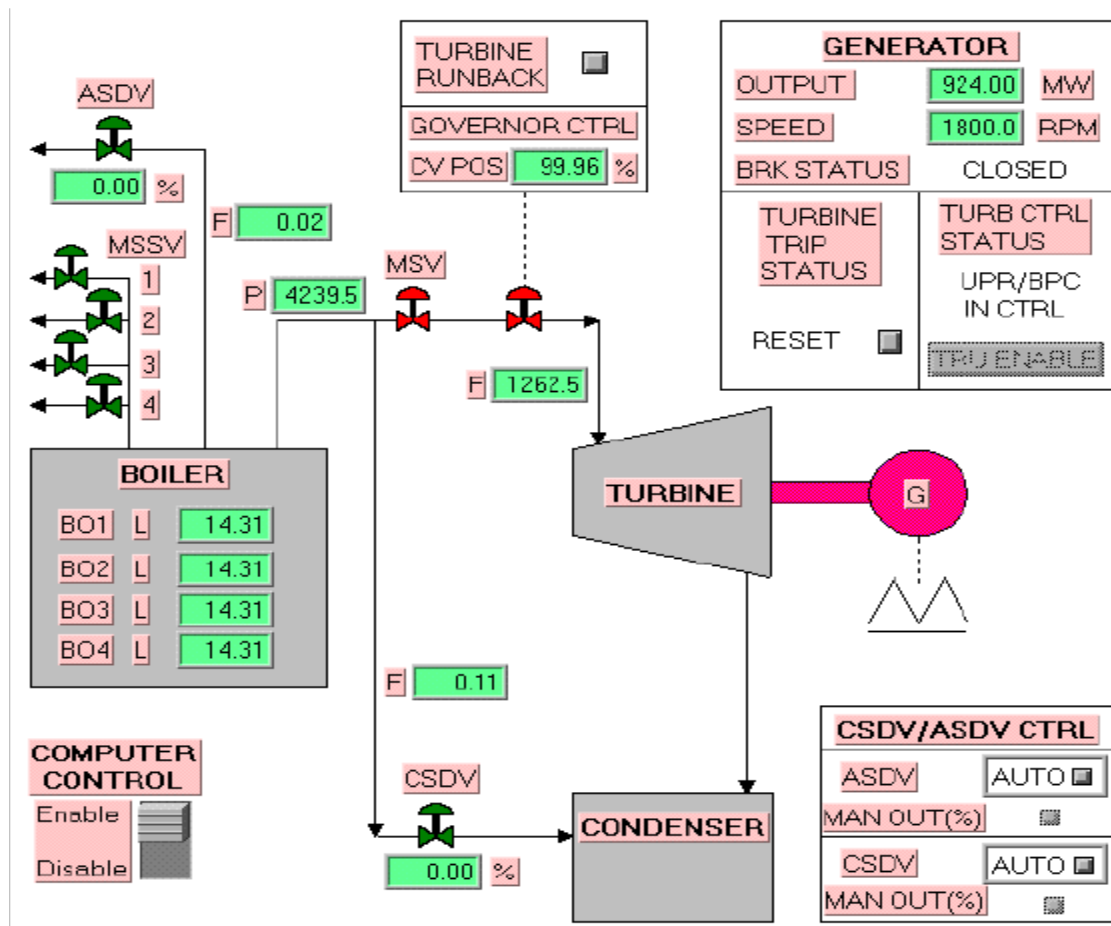 ASDV
0.00 %
F 0.02
MSSV
1
2
3
4
P 4239.5
MSV
F 1262.5
TURBINE
RUNBACK
GOVERNOR CTRL
CV POS 99.96 %
GENERATOR
OUTPUT 924.00 MW
SPEED 1800.0 RPM
BRK STATUS CLOSED
TURBINE
TRIP
STATUS
RESET
TURB CTRL
STATUS
UPR/BPC
IN CTRL
TRU ENABLE
BOILER
BO1 L 14.31
BO2 L 14.31
BO3 L 14.31
BO4 L 14.31
TURBINE
G
F 0.11
COMPUTER
CONTROL
Enable
Disable
CSDV
0.00 %
CONDENSER
CSDV/ASDV CTRL
ASDV AUTO
MAN OUT(%)
CSDV AUTO
MAN OUT(%)